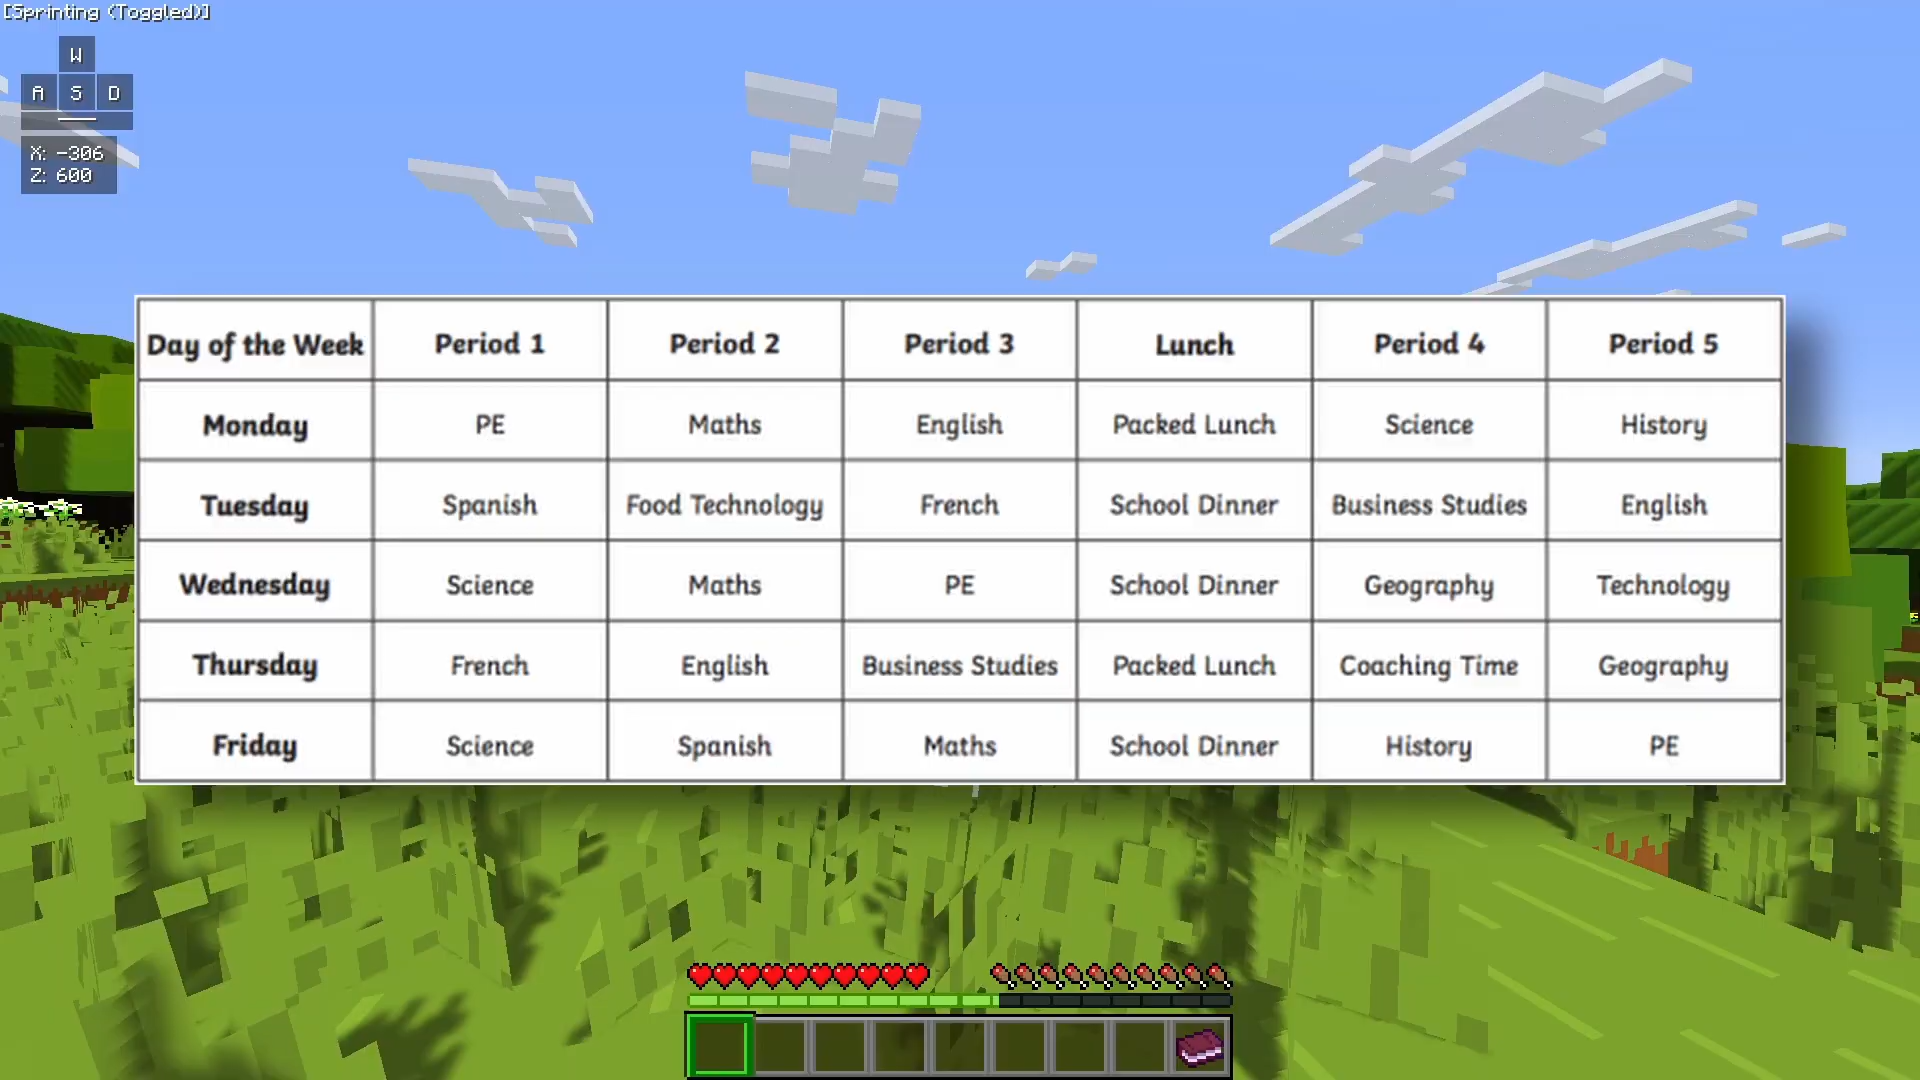 [Sprinting (Toggled)]
W
A S D
X: -306
Z: 600
Day of the Week Period 1 Period 2 Period 3 Lunch Period 4 Period 5
Monday PE Maths English Packed Lunch Science History
Tuesday Spanish Food Technology French School Dinner Business Studies English
Wednesday Science Maths PE School Dinner Geography Technology
Thursday French English Business Studies Packed Lunch Coaching Time Geography
Friday Science Spanish Maths School Dinner History PE